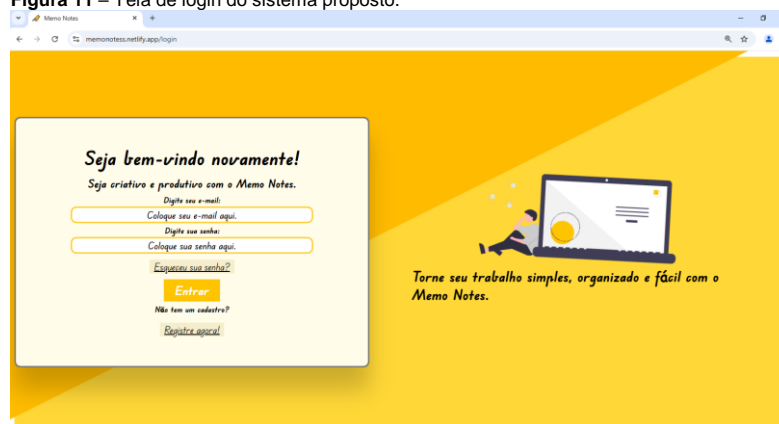 Figura 11 – Tela de login do sistema proposto.
Memo Notes
memonotess.netlify.app/login
Seja bem-vindo novamente!
Seja criativo e produtivo com o Memo Notes.
Digite seu e-mail:
Coloque seu e-mail aqui.
Digite sua senha:
Coloque sua senha aqui.
Esqueceu sua senha?
Entrar
Não tem um cadastro?
Registre agora!
Torne seu trabalho simples, organizado e fácil com o
Memo Notes.